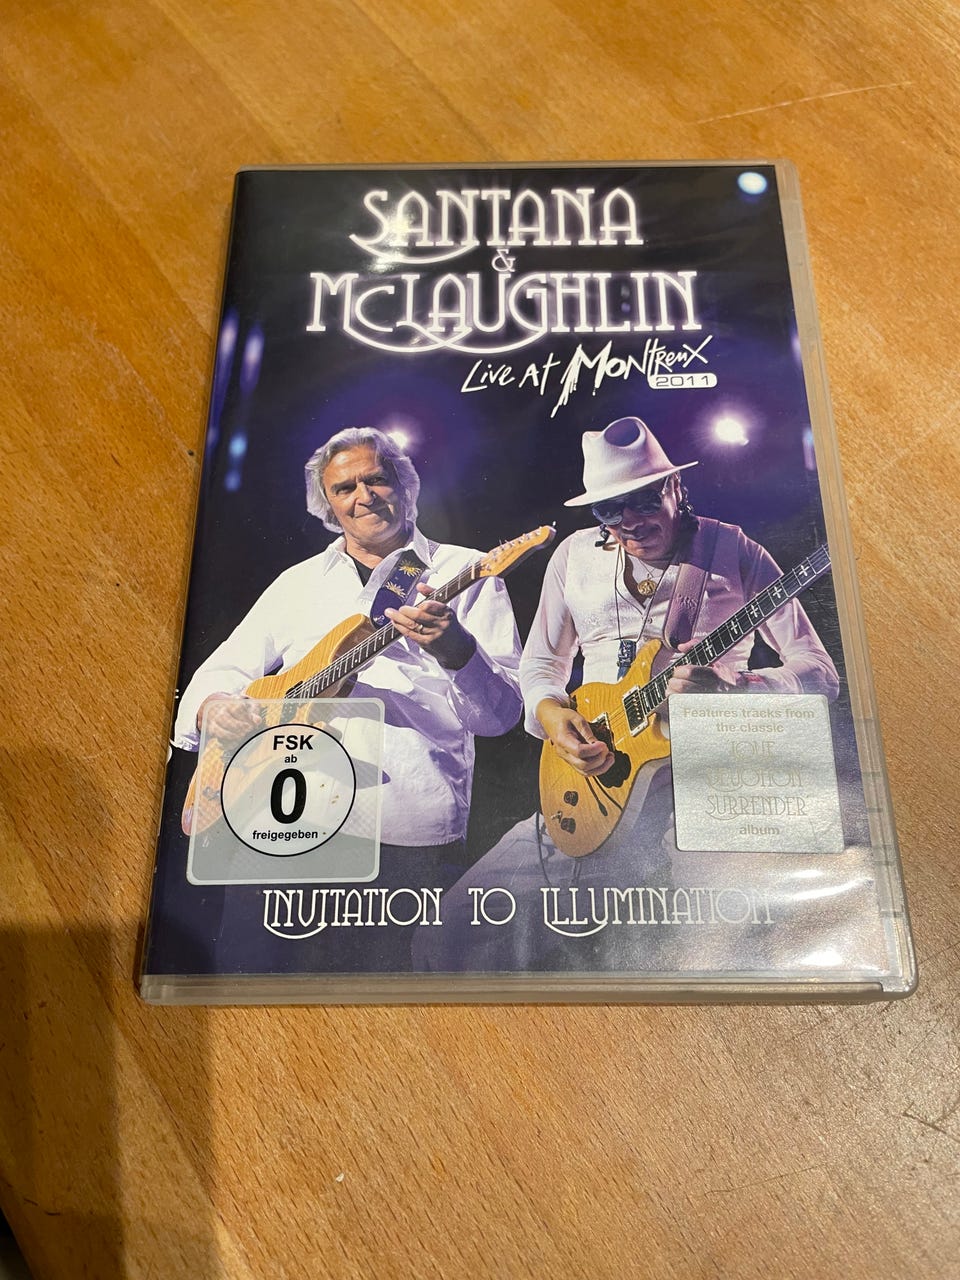 SANTANA
&
McLAUGHLIN
Live At Montreux
2011
FSK
ab
0
freigegeben
Features tracks from
the classic
LOVE
DEVOTION
SURRENDER
album
INVITATION TO ILLUMINATION